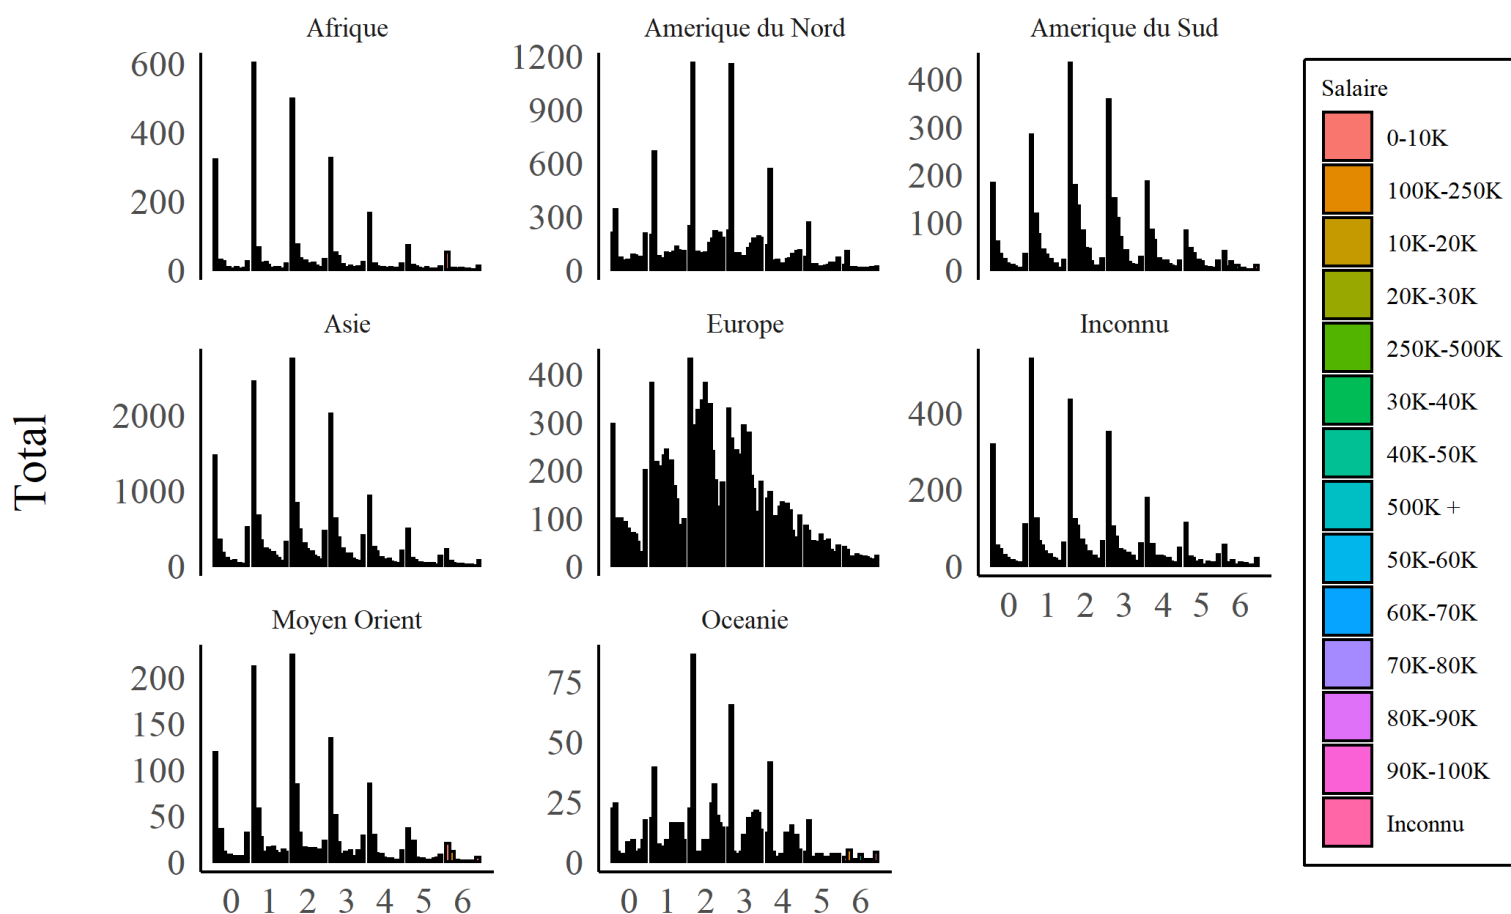 Afrique
Amerique du Nord
Amerique du Sud
600
400
200
0
1200
900
600
300
0
400
300
200
100
0
Asie
Europe
Inconnu
2000
1000
0
400
300
200
100
0
400
200
0
0 1 2 3 4 5 6
Moyen Orient
Oceanie
200
150
100
50
0
75
50
25
0
0 1 2 3 4 5 6
0 1 2 3 4 5 6
Total
Salaire
0-10K
100K-250K
10K-20K
20K-30K
250K-500K
30K-40K
40K-50K
500K +
50K-60K
60K-70K
70K-80K
80K-90K
90K-100K
Inconnu